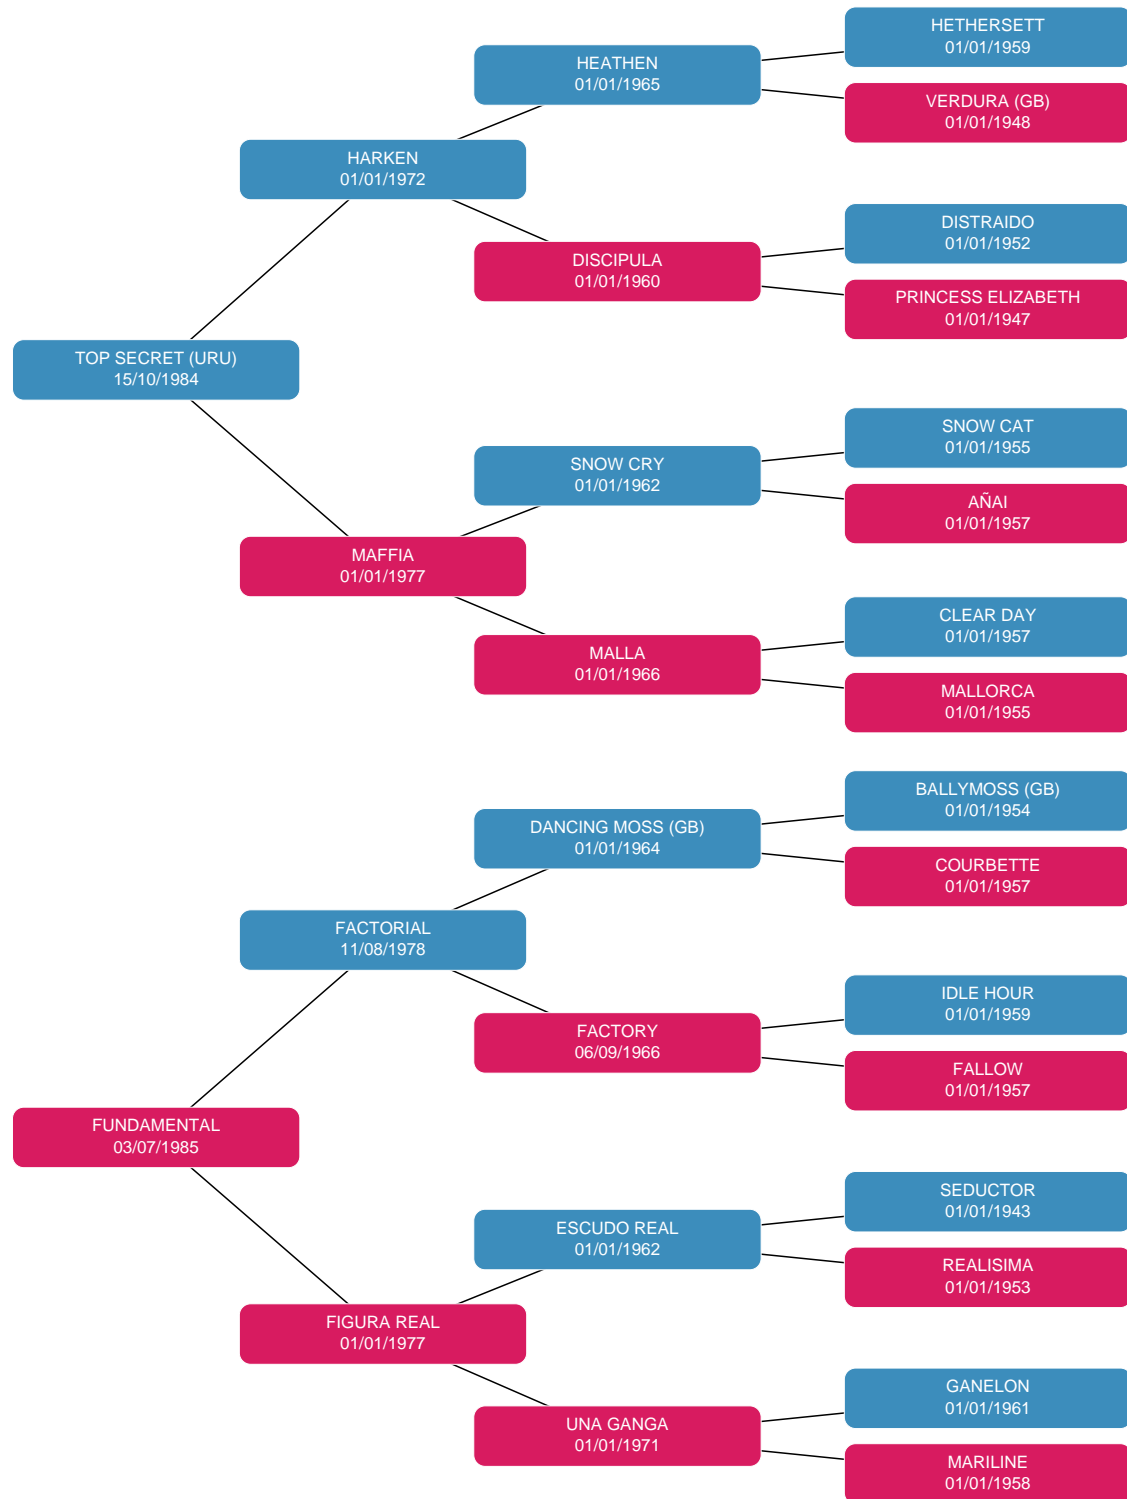 HETHERSETT
01/01/1959
HEATHEN
01/01/1965
VERDURA (GB)
01/01/1948
HARKEN
01/01/1972
DISTRAIDO
01/01/1952
DISCIPULA
01/01/1960
PRINCESS ELIZABETH
01/01/1947
TOP SECRET (URU)
15/10/1984
SNOW CAT
01/01/1955
SNOW CRY
01/01/1962
AÑAI
01/01/1957
MAFFIA
01/01/1977
CLEAR DAY
01/01/1957
MALLA
01/01/1966
MALLORCA
01/01/1955
BALLYMOSS (GB)
01/01/1954
DANCING MOSS (GB)
01/01/1964
COURBETTE
01/01/1957
FACTORIAL
11/08/1978
IDLE HOUR
01/01/1959
FACTORY
06/09/1966
FALLOW
01/01/1957
FUNDAMENTAL
03/07/1985
SEDUCTOR
01/01/1943
ESCUDO REAL
01/01/1962
REALISIMA
01/01/1953
FIGURA REAL
01/01/1977
GANELON
01/01/1961
UNA GANGA
01/01/1971
MARILINE
01/01/1958